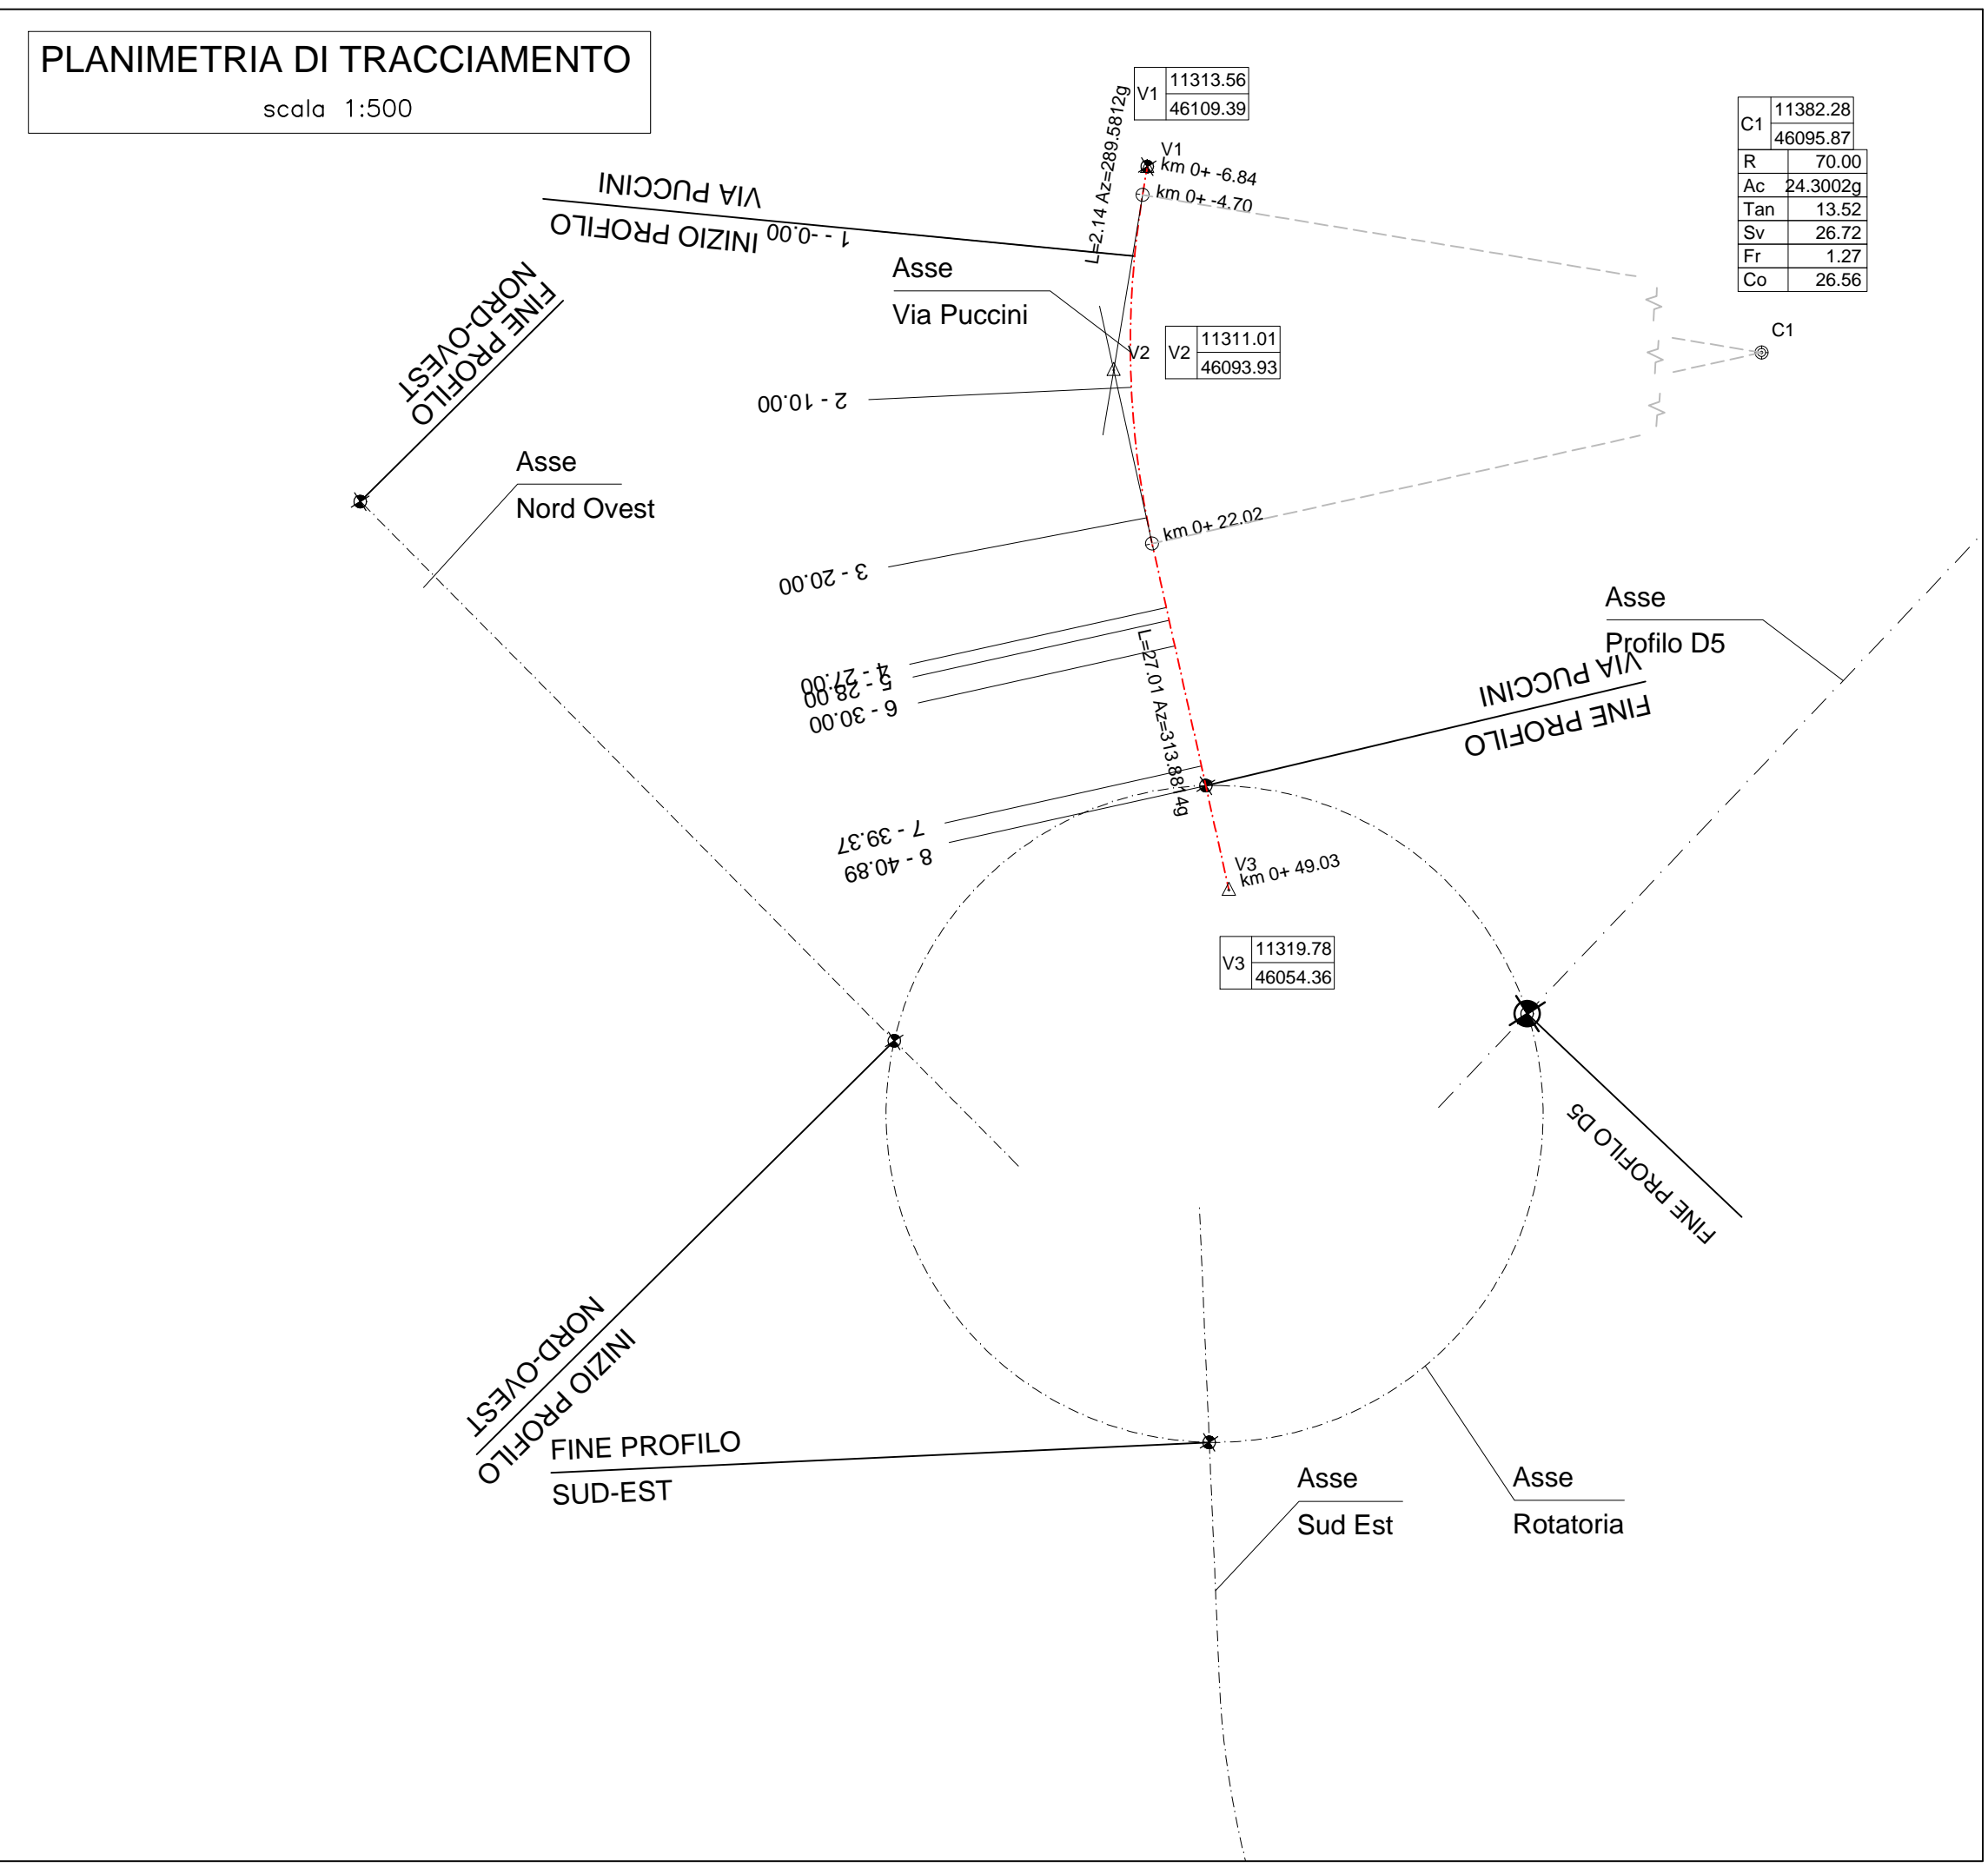 PLANIMETRIA DI TRACCIAMENTO
scala 1:500
V1
11313.56
46109.39
L=2.14 Az=289.5812g
V1
km 0+ -6.84
km 0+ -4.70
C1
11382.28
46095.87
R 70.00
Ac 24.3002g
Tan 13.52
Sv 26.72
Fr 1.27
Co 26.56
C1
VIA PUCCINI
INIZIO PROFILO
1 - -0.00
Asse
Via Puccini
V2
V2
11311.01
46093.93
2 - 10.00
FINE PROFILO
NORD-OVEST
Asse
Nord Ovest
km 0+ 22.02
3 - 20.00
4 - 27.00
5 - 28.00
6 - 30.00
L=27.01 Az=313.8814g
Asse
Profilo D5
VIA PUCCINI
FINE PROFILO
7 - 39.37
8 - 40.89
V3
km 0+ 49.03
V3
11319.78
46054.36
FINE PROFILO D5
NORD-OVEST
INIZIO PROFILO
FINE PROFILO
SUD-EST
Asse
Sud Est
Asse
Rotatoria